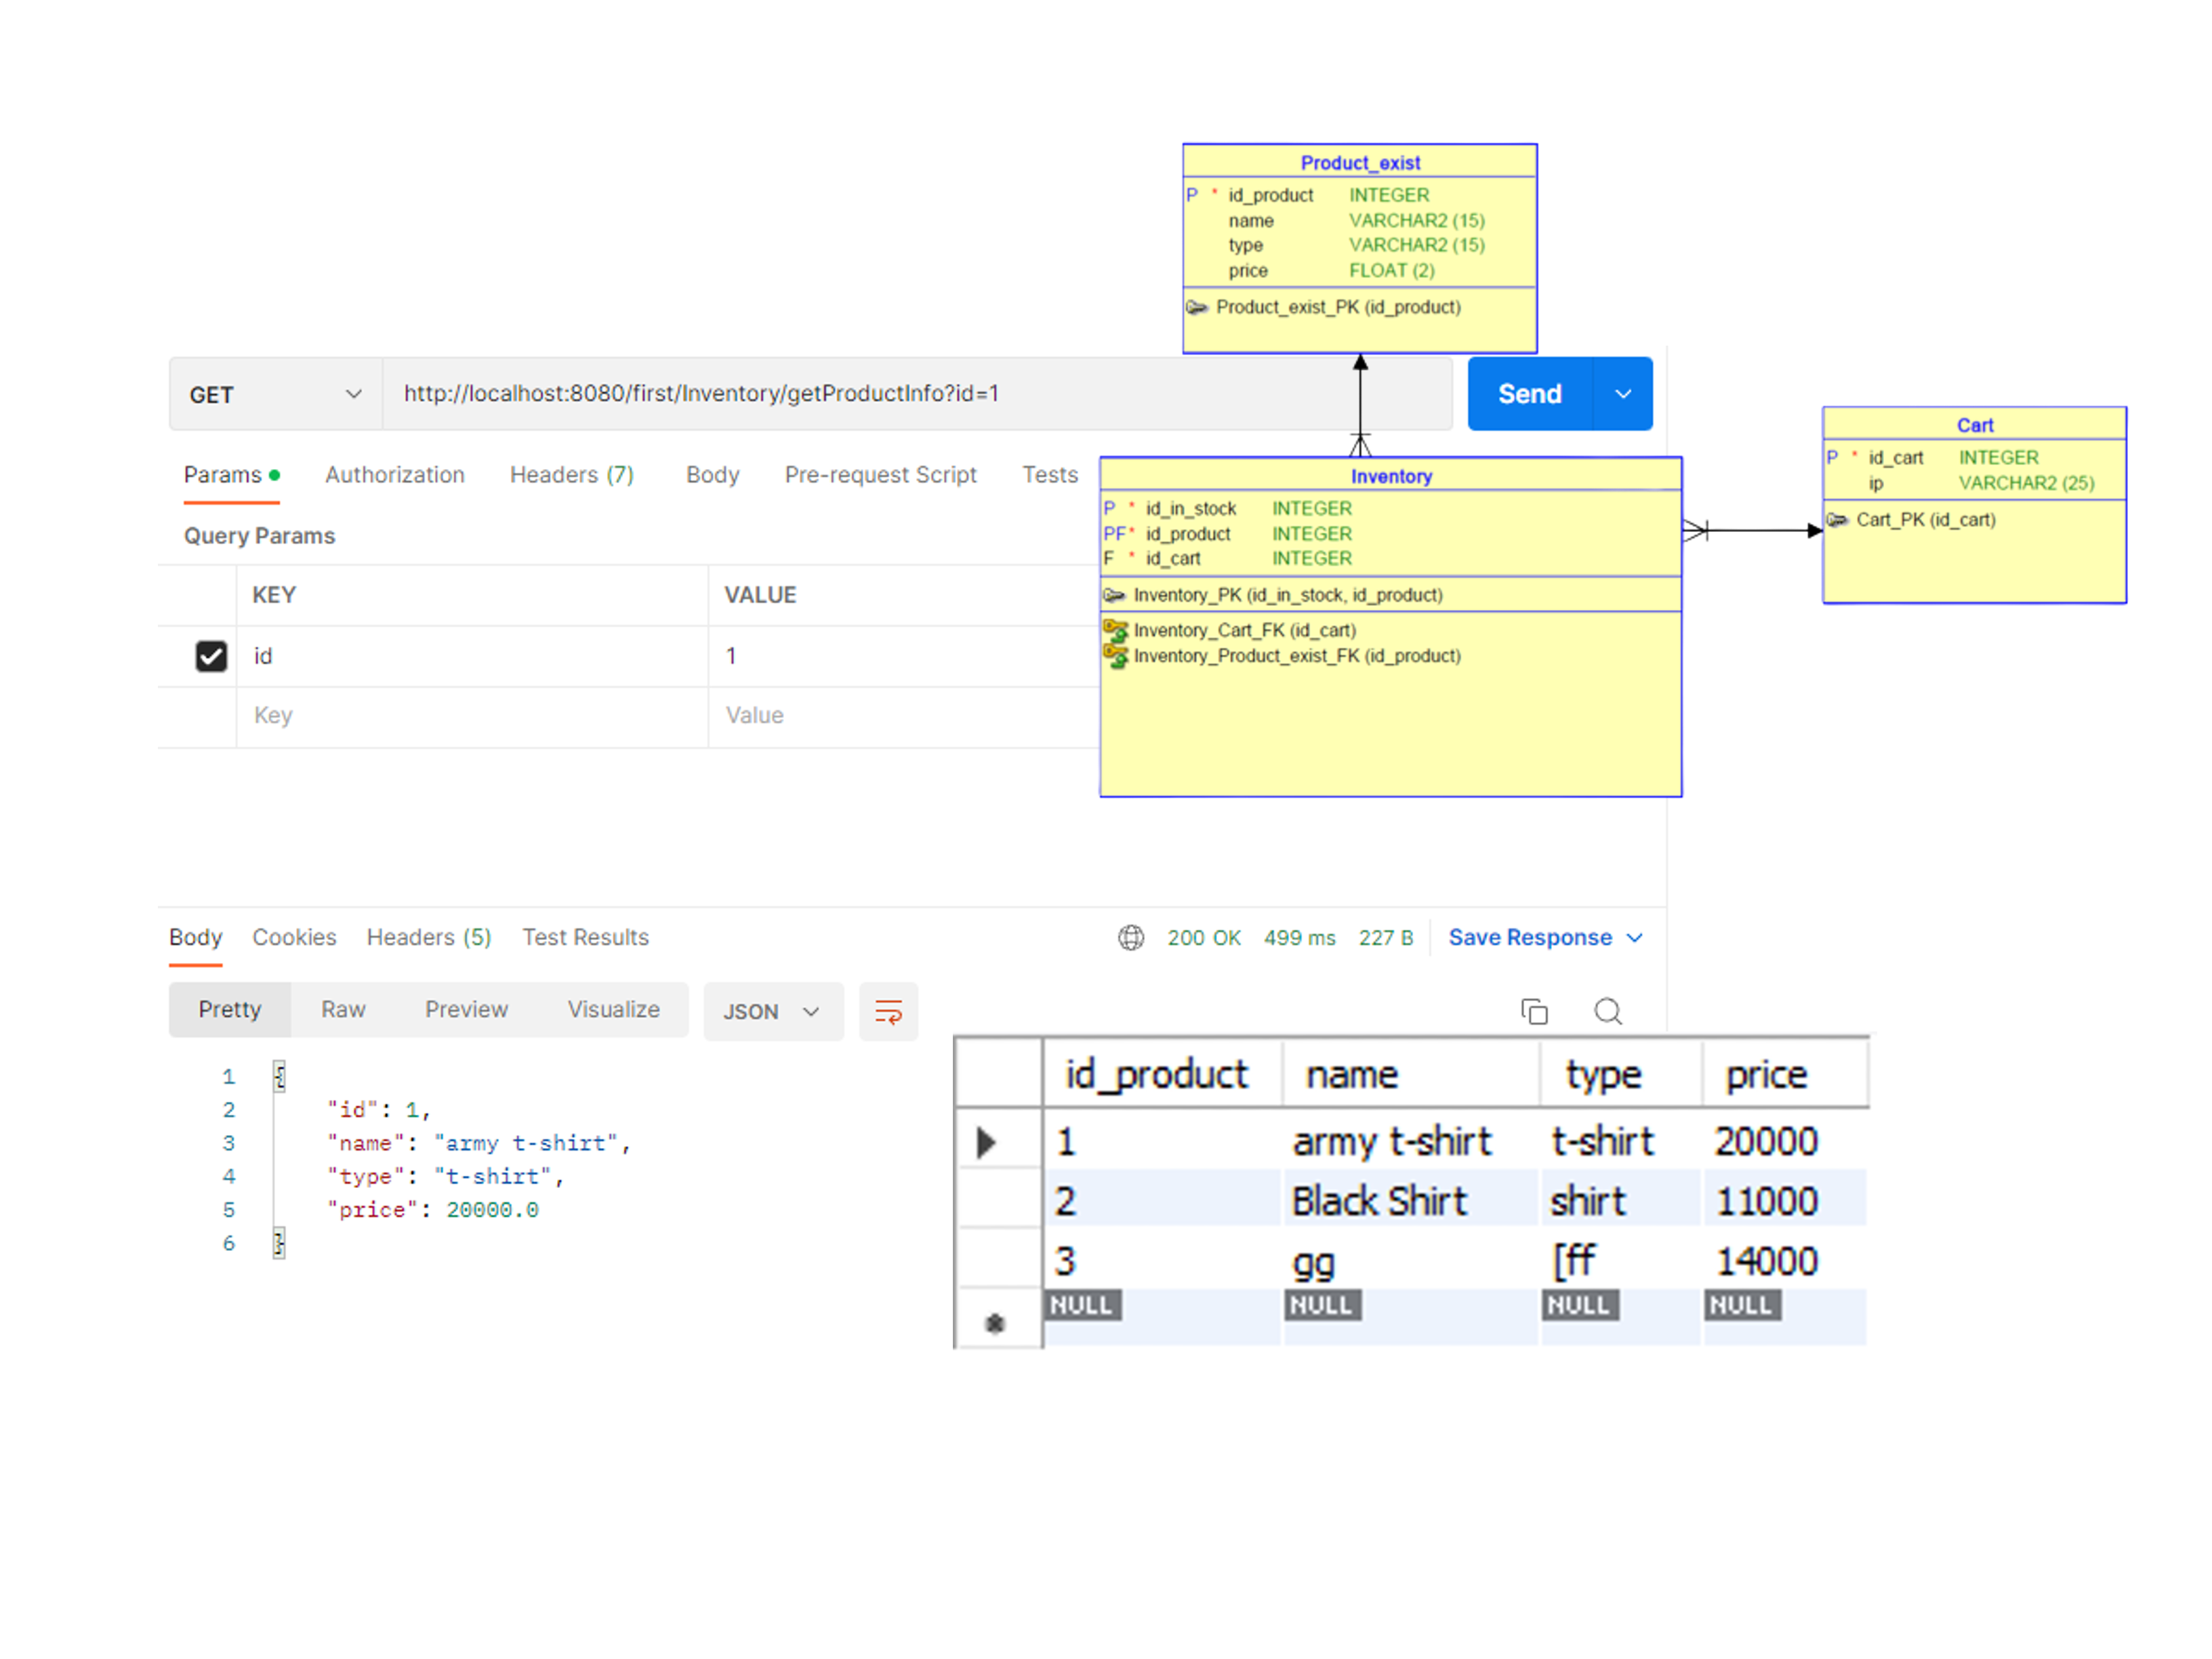 Product_exist
P * id_product INTEGER
name VARCHAR2 (15)
type VARCHAR2 (15)
price FLOAT (2)
Product_exist_PK (id_product)
GET http://localhost:8080/first/Inventory/getProductInfo?id=1 Send
Params Authorization Headers (7) Body Pre-request Script Tests
Query Params
KEY VALUE
id 1
Key Value
Inventory
P * id_in_stock INTEGER
PF* id_product INTEGER
F * id_cart INTEGER
Inventory_PK (id_in_stock, id_product)
Inventory_Cart_FK (id_cart)
Inventory_Product_exist_FK (id_product)
Cart
P * id_cart INTEGER
ip VARCHAR2 (25)
Cart_PK (id_cart)
Body Cookies Headers (5) Test Results 200 OK 499 ms 227 B Save Response
Pretty Raw Preview Visualize JSON
1 {
2 "id": 1,
3 "name": "army t-shirt",
4 "type": "t-shirt",
5 "price": 20000.0
6 }
id_product name type price
1 army t-shirt t-shirt 20000
2 Black Shirt shirt 11000
3 gg [ff 14000
NULL NULL NULL NULL